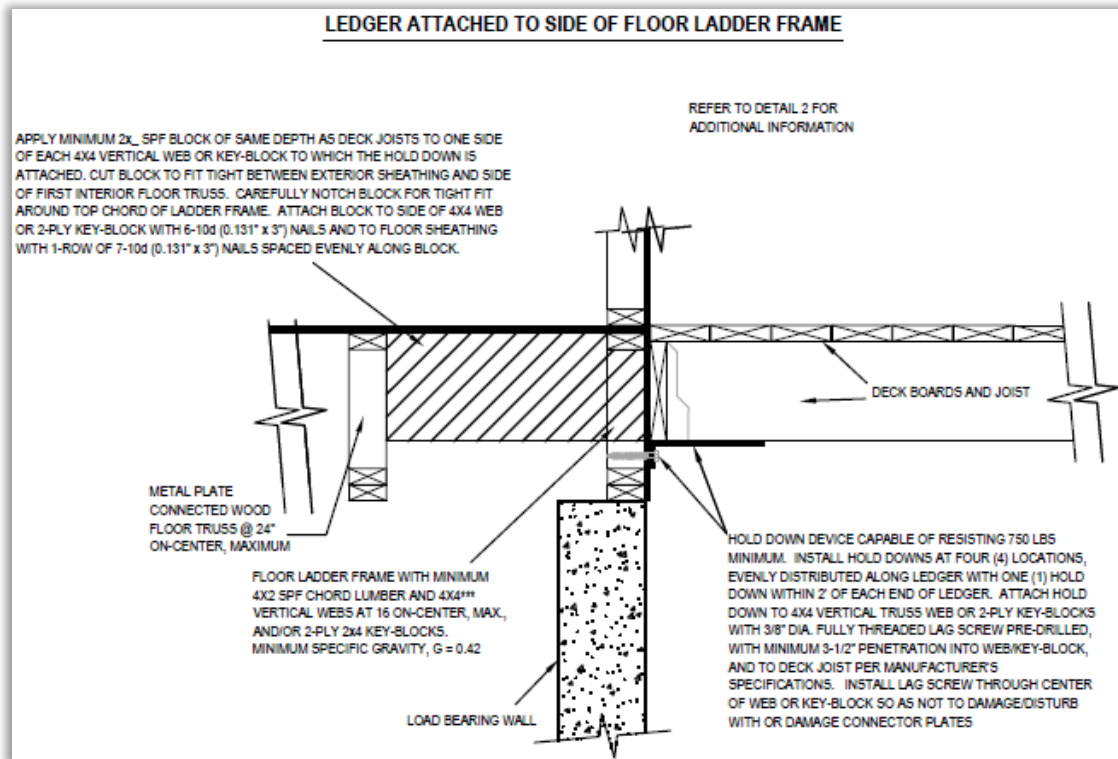 LEDGER ATTACHED TO SIDE OF FLOOR LADDER FRAME
REFER TO DETAIL 2 FOR
ADDITIONAL INFORMATION
APPLY MINIMUM 2x_ SPF BLOCK OF SAME DEPTH AS DECK JOISTS TO ONE SIDE
OF EACH 4X4 VERTICAL WEB OR KEY-BLOCK TO WHICH THE HOLD DOWN IS
ATTACHED. CUT BLOCK TO FIT TIGHT BETWEEN EXTERIOR SHEATHING AND SIDE
OF FIRST INTERIOR FLOOR TRUSS. CAREFULLY NOTCH BLOCK FOR TIGHT FIT
AROUND TOP CHORD OF LADDER FRAME. ATTACH BLOCK TO SIDE OF 4X4 WEB
OR 2-PLY KEY-BLOCK WITH 6-10d (0.131" x 3") NAILS AND TO FLOOR SHEATHING
WITH 1-ROW OF 7-10d (0.131" x 3") NAILS SPACED EVENLY ALONG BLOCK.
DECK BOARDS AND JOIST
METAL PLATE
CONNECTED WOOD
FLOOR TRUSS @ 24"
ON-CENTER, MAXIMUM
FLOOR LADDER FRAME WITH MINIMUM
4X2 SPF CHORD LUMBER AND 4X4***
VERTICAL WEBS AT 16 ON-CENTER, MAX.,
AND/OR 2-PLY 2x4 KEY-BLOCKS.
MINIMUM SPECIFIC GRAVITY, G = 0.42
LOAD BEARING WALL
HOLD DOWN DEVICE CAPABLE OF RESISTING 750 LBS
MINIMUM. INSTALL HOLD DOWNS AT FOUR (4) LOCATIONS,
EVENLY DISTRIBUTED ALONG LEDGER WITH ONE (1) HOLD
DOWN WITHIN 2' OF EACH END OF LEDGER. ATTACH HOLD
DOWN TO 4X4 VERTICAL TRUSS WEB OR 2-PLY KEY-BLOCKS
WITH 3/8" DIA. FULLY THREADED LAG SCREW PRE-DRILLED,
WITH MINIMUM 3-1/2" PENETRATION INTO WEB/KEY-BLOCK,
AND TO DECK JOIST PER MANUFACTURER'S
SPECIFICATIONS. INSTALL LAG SCREW THROUGH CENTER
OF WEB OR KEY-BLOCK SO AS NOT TO DAMAGE/DISTURB
WITH OR DAMAGE CONNECTOR PLATES